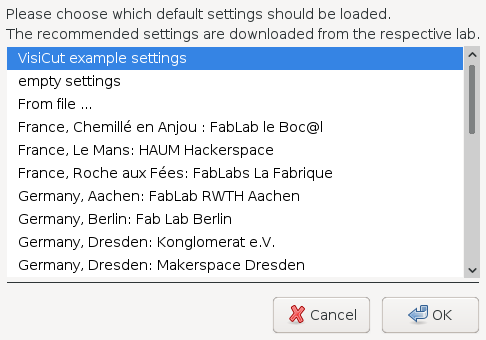 Please choose which default settings should be loaded.
The recommended settings are downloaded from the respective lab.
VisiCut example settings
empty settings
From file ...
France, Chemillé en Anjou : FabLab le Boc@l
France, Le Mans: HAUM Hackerspace
France, Roche aux Fées: FabLabs La Fabrique
Germany, Aachen: FabLab RWTH Aachen
Germany, Berlin: Fab Lab Berlin
Germany, Dresden: Konglomerat e.V.
Germany, Dresden: Makerspace Dresden
Cancel
OK